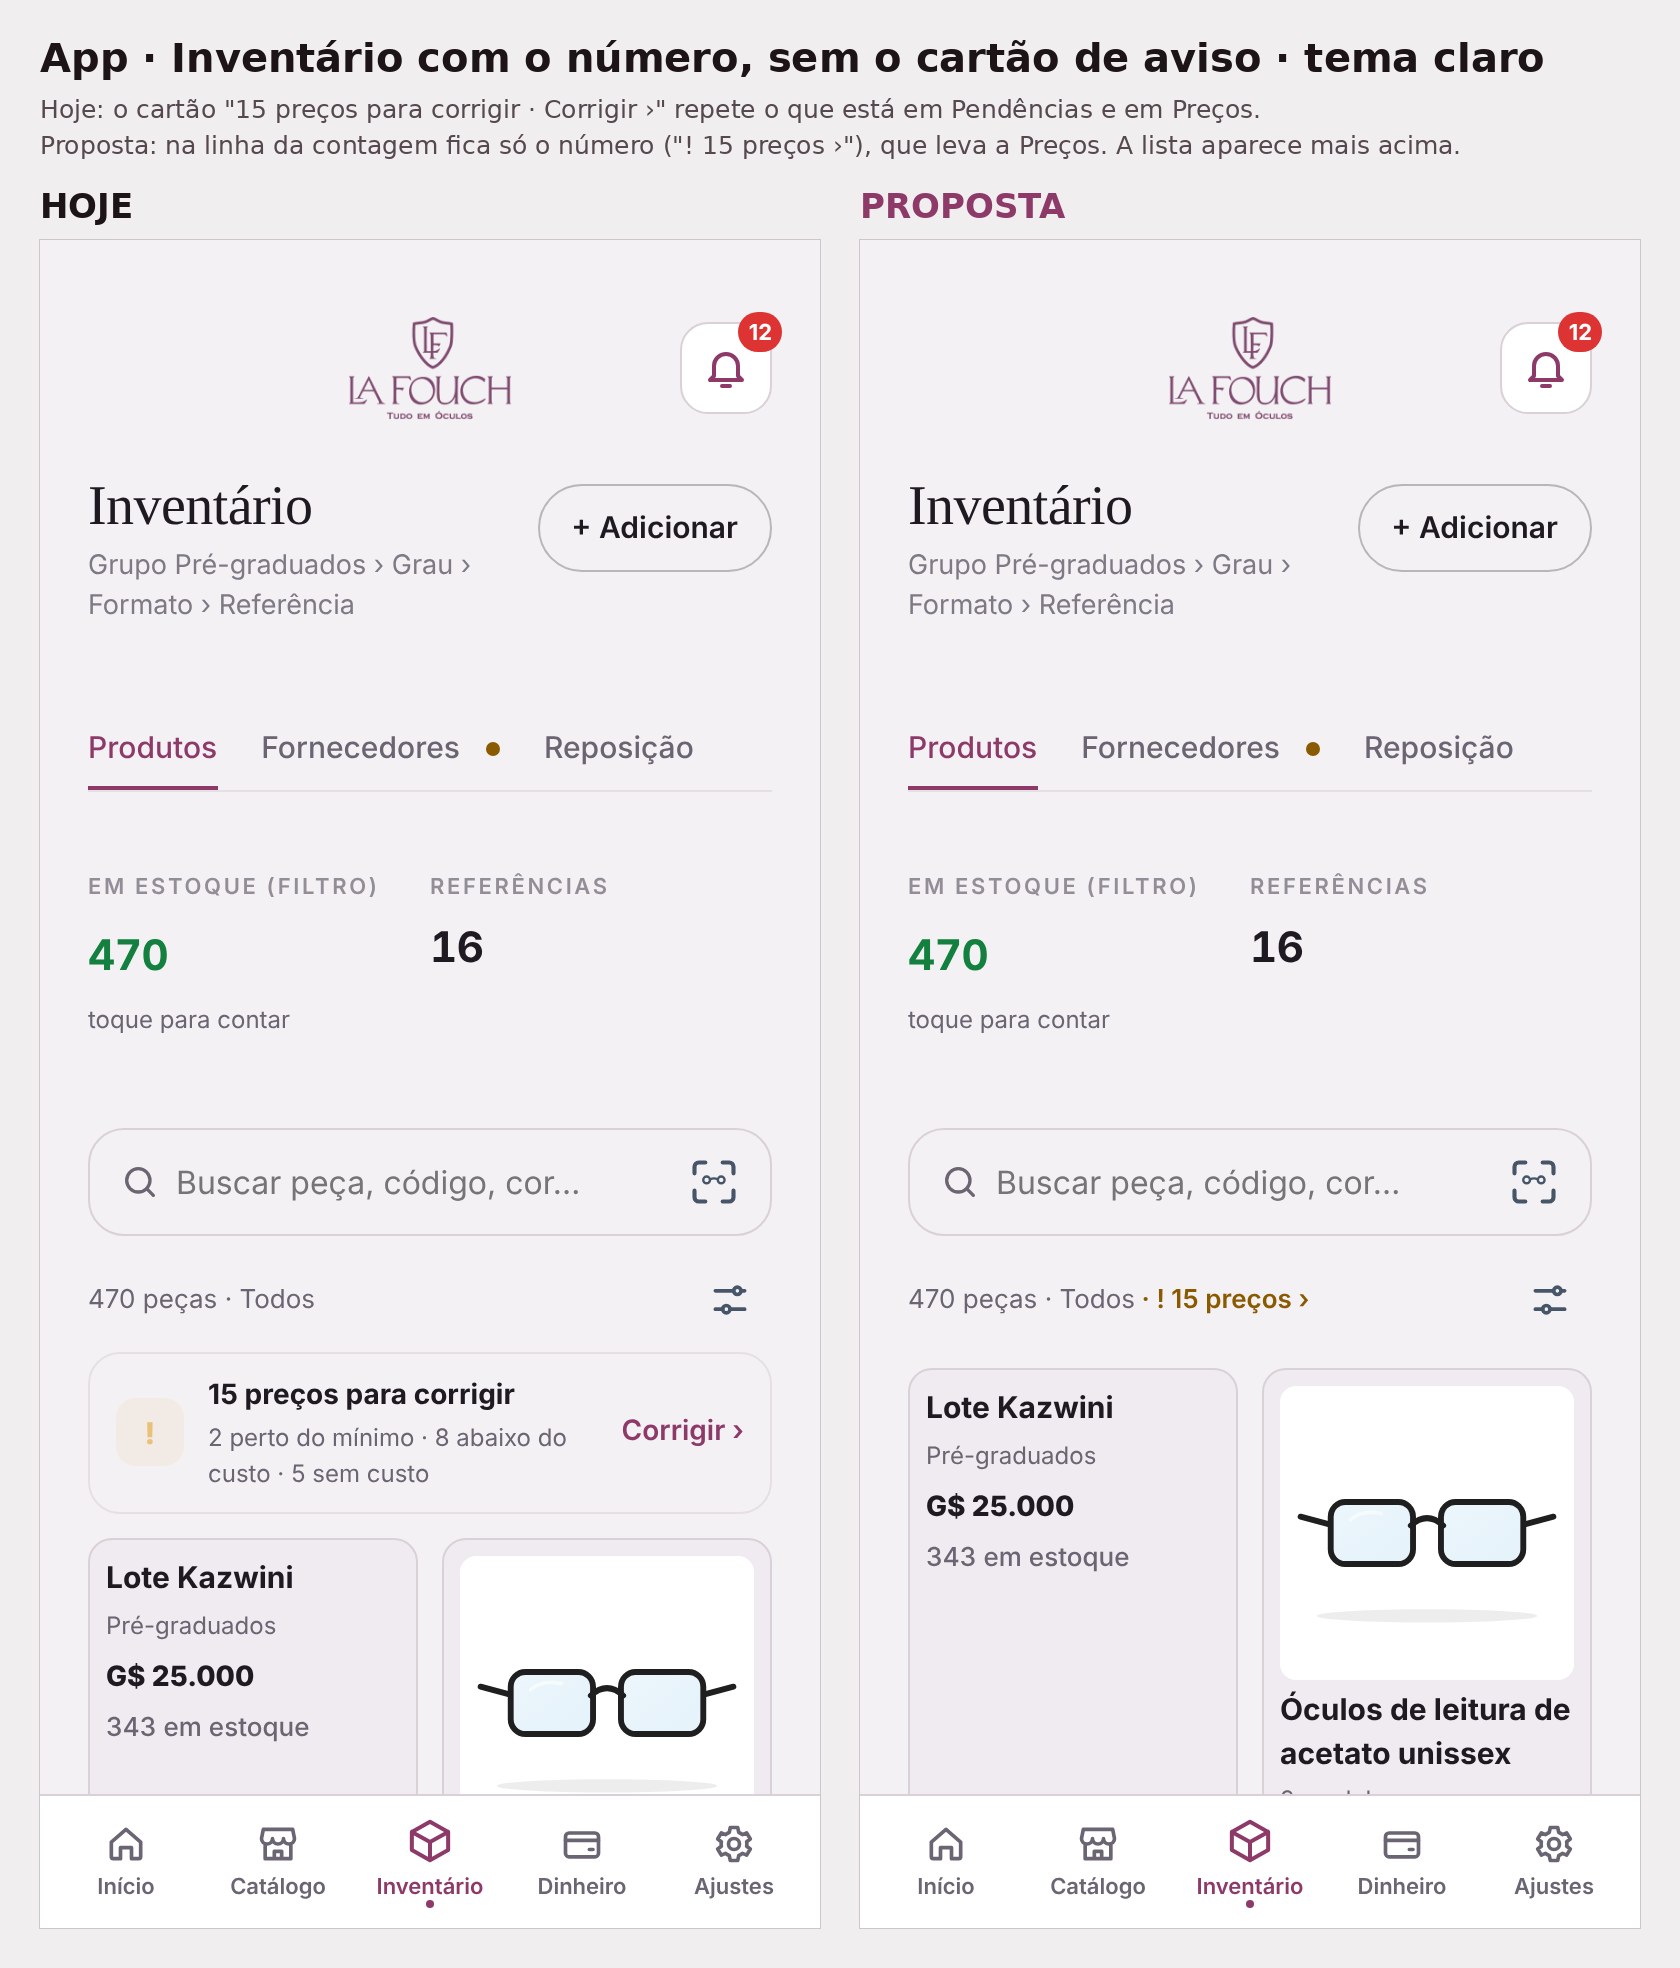 App · Inventário com o número, sem o cartão de aviso · tema claro
Hoje: o cartão "15 preços para corrigir · Corrigir ›" repete o que está em Pendências e em Preços.
Proposta: na linha da contagem fica só o número ("! 15 preços ›"), que leva a Preços. A lista aparece mais acima.
HOJE
LF
LA FOUCH
TUDO EM ÓCULOS
12
Inventário
+ Adicionar
Grupo Pré-graduados › Grau ›
Formato › Referência
Produtos
Fornecedores
Reposição
EM ESTOQUE (FILTRO)
REFERÊNCIAS
470
16
toque para contar
Buscar peça, código, cor...
470 peças · Todos
!
15 preços para corrigir
2 perto do mínimo · 8 abaixo do
custo · 5 sem custo
Corrigir ›
Lote Kazwini
Pré-graduados
G$ 25.000
343 em estoque
Início
Catálogo
Inventário
Dinheiro
Ajustes
PROPOSTA
LF
LA FOUCH
TUDO EM ÓCULOS
12
Inventário
+ Adicionar
Grupo Pré-graduados › Grau ›
Formato › Referência
Produtos
Fornecedores
Reposição
EM ESTOQUE (FILTRO)
REFERÊNCIAS
470
16
toque para contar
Buscar peça, código, cor...
470 peças · Todos · ! 15 preços ›
Lote Kazwini
Pré-graduados
G$ 25.000
343 em estoque
Óculos de leitura de
acetato unissex
Início
Catálogo
Inventário
Dinheiro
Ajustes